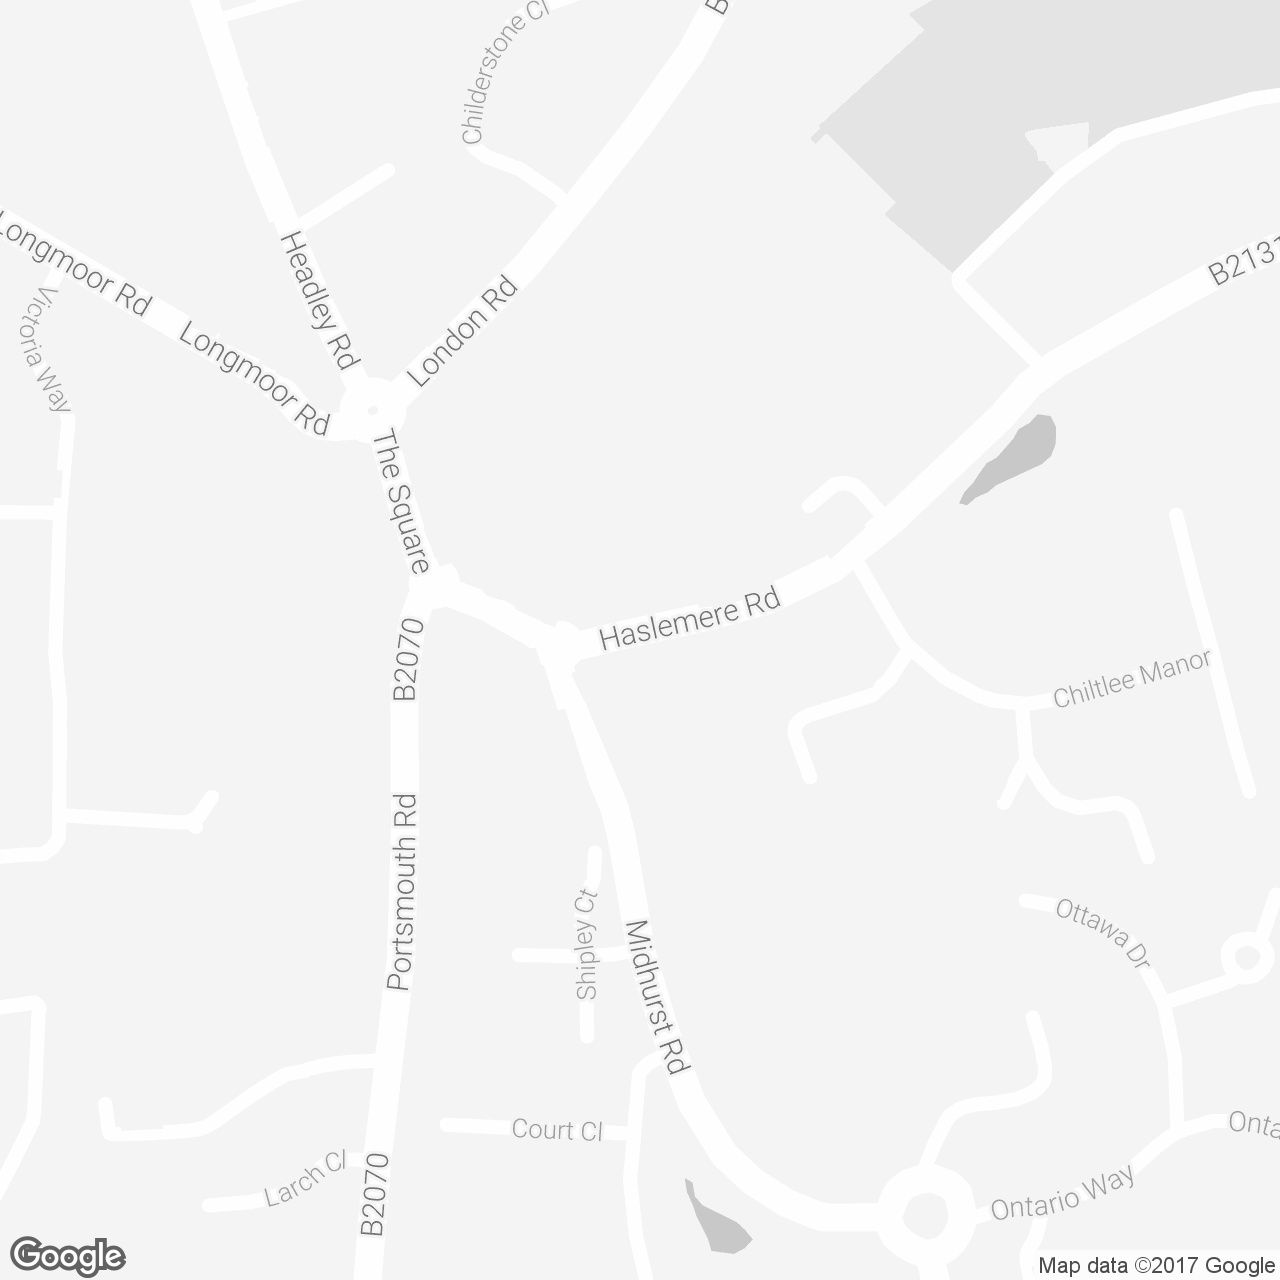 Childerstone Cl
B
Longmoor Rd
Headley Rd
B2131
Victoria Way
London Rd
Longmoor Rd
The Square
Haslemere Rd
B2070
Chiltlee Manor
Portsmouth Rd
Shipley Ct
Midhurst Rd
Ottawa Dr
Court Cl
Onta
Larch Cl
B2070
Ontario Way
Google
Map data ©2017 Google